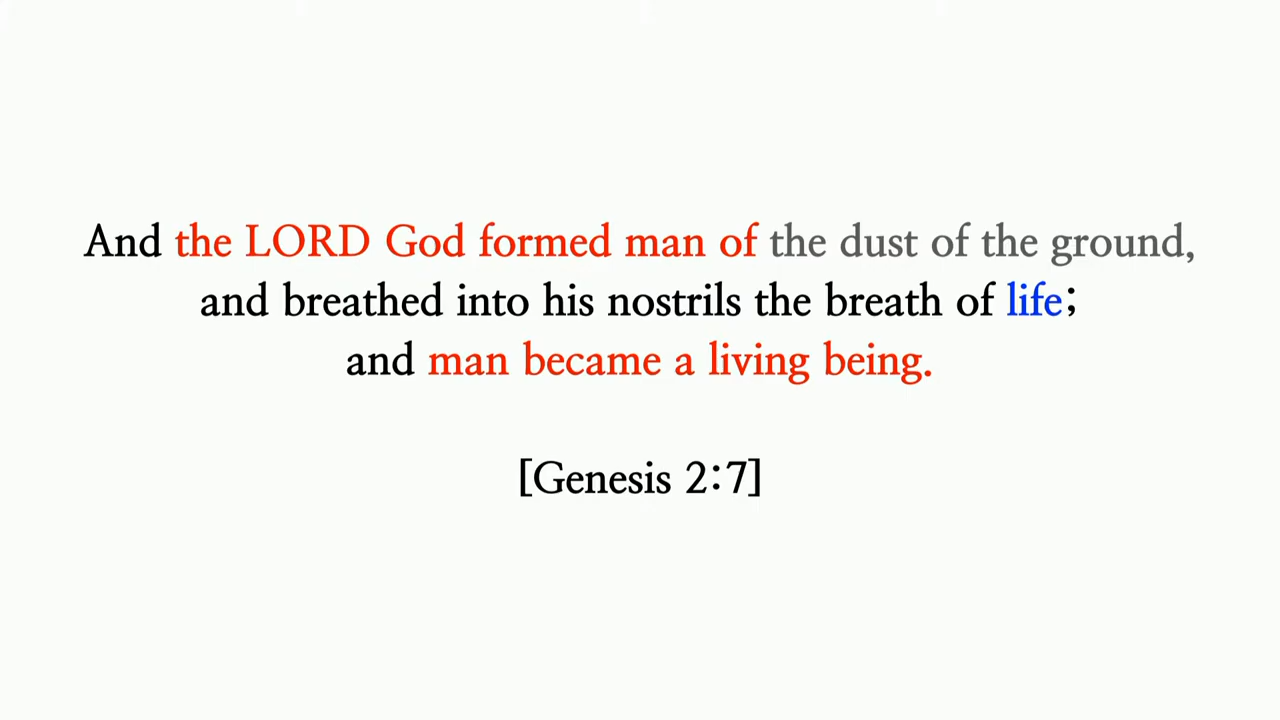 And the LORD God formed man of the dust of the ground,
and breathed into his nostrils the breath of life;
and man became a living being.
[Genesis 2:7]